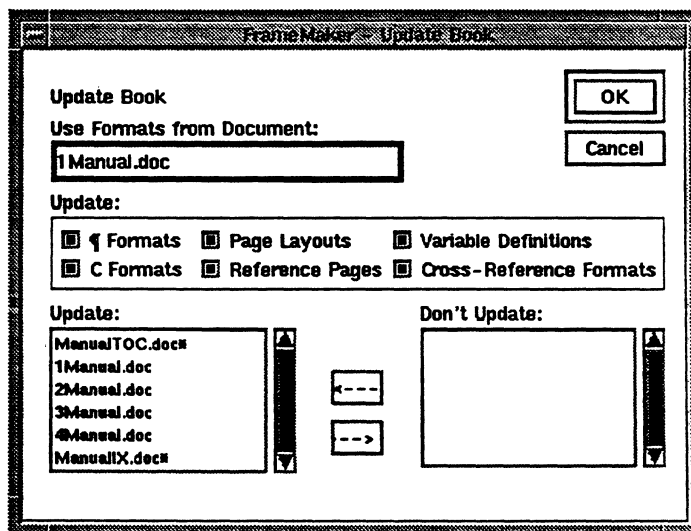 FrameMaker - Update Book
Update Book
OK
Use Formats from Document:
Cancel
1Manual.doc
Update:
¶ Formats Page Layouts Variable Definitions
C Formats Reference Pages Cross-Reference Formats
Update: Don't Update:
ManualTOC.doc¤
1Manual.doc
2Manual.doc
<---
3Manual.doc
4Manual.doc
--->
ManualIX.doc¤